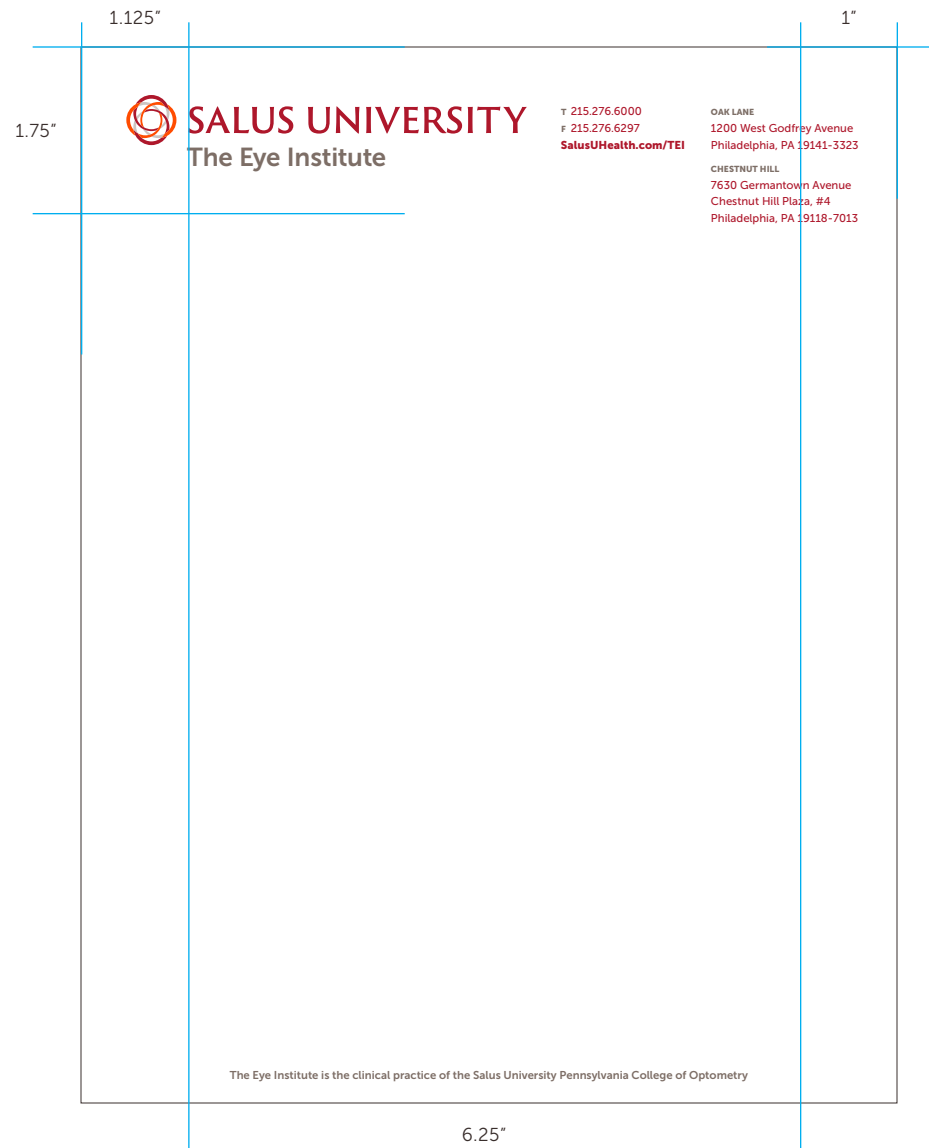 1.125”
1”
1.75”
SALUS UNIVERSITY
The Eye Institute
T 215.276.6000
F 215.276.6297
SalusUHealth.com/TEI
OAK LANE
1200 West Godfrey Avenue
Philadelphia, PA 19141-3323
CHESTNUT HILL
7630 Germantown Avenue
Chestnut Hill Plaza, #4
Philadelphia, PA 19118-7013
The Eye Institute is the clinical practice of the Salus University Pennsylvania College of Optometry
6.25”